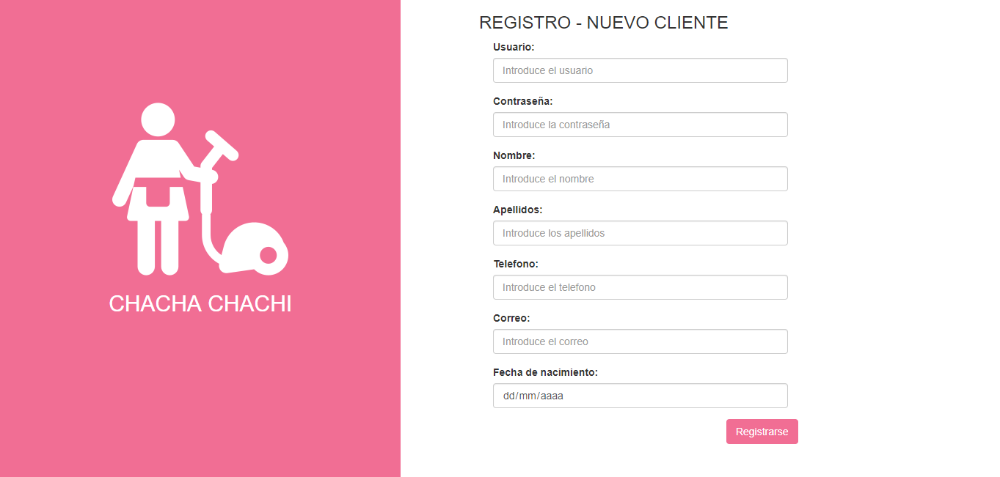 CHACHA CHACHI
REGISTRO - NUEVO CLIENTE
Usuario:
Introduce el usuario
Contraseña:
Introduce la contraseña
Nombre:
Introduce el nombre
Apellidos:
Introduce los apellidos
Telefono:
Introduce el telefono
Correo:
Introduce el correo
Fecha de nacimiento:
dd/mm/aaaa
Registrarse